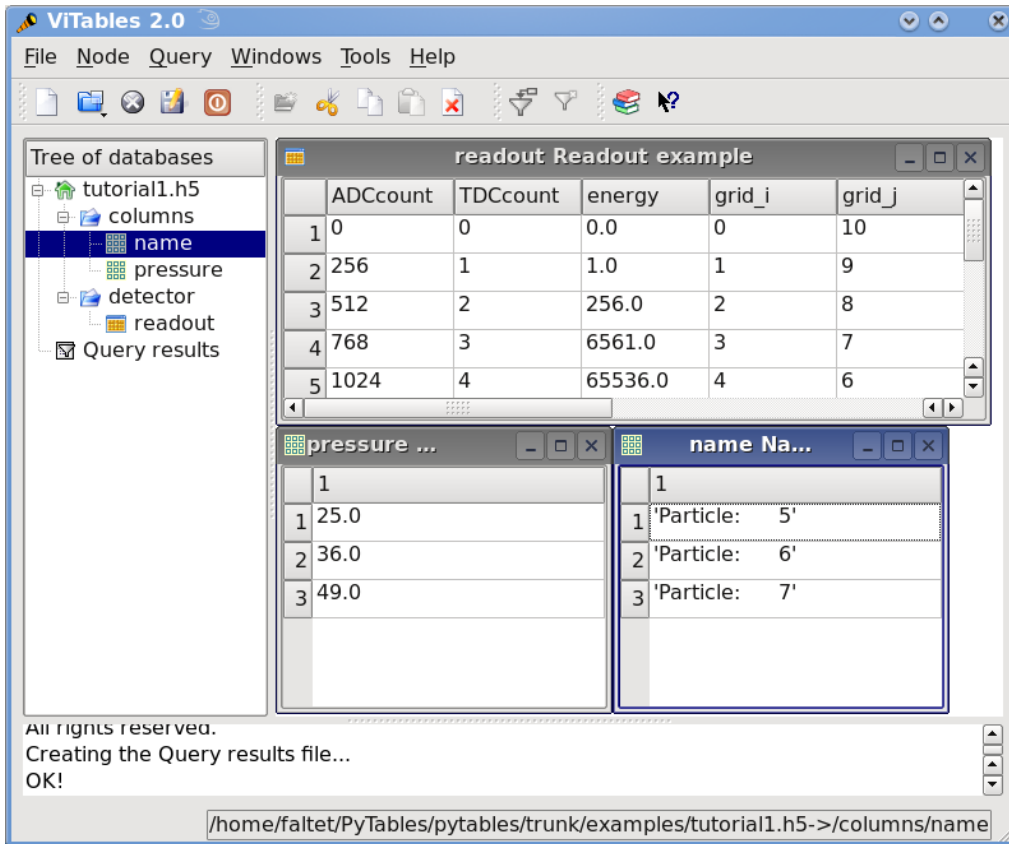 ViTables 2.0
File Node Query Windows Tools Help
Tree of databases
tutorial1.h5
columns
name
pressure
detector
readout
Query results
readout Readout example
ADCcount TDCcount energy grid_i grid_j
1 0 0 0.0 0 10
2 256 1 1.0 1 9
3 512 2 256.0 2 8
4 768 3 6561.0 3 7
5 1024 4 65536.0 4 6
pressure ...
1
1 25.0
2 36.0
3 49.0
name Na...
1
1 'Particle: 5'
2 'Particle: 6'
3 'Particle: 7'
All rights reserved.
Creating the Query results file...
OK!
/home/faltet/PyTables/pytables/trunk/examples/tutorial1.h5->/columns/name